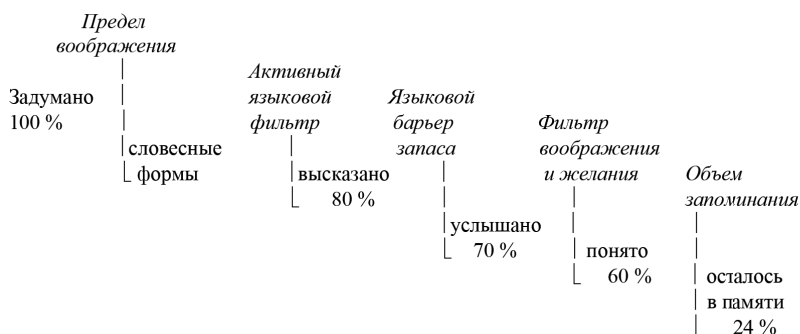 Предел
воображения
Задумано
100 %
словесные
формы
Активный
языковой
фильтр
высказано
80 %
Языковой
барьер
запаса
услышано
70 %
Фильтр
воображения
и желания
понято
60 %
Объем
запоминания
осталось
в памяти
24 %